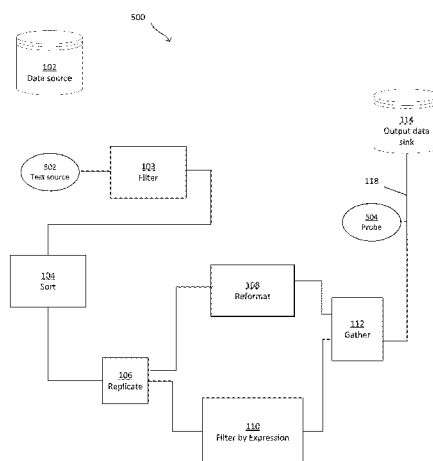 500
102
Data source
114
Output data
sink
502
Test source
103
Filter
118
504
Probe
104
Sort
108
Reformat
112
Gather
106
Replicate
110
Filter by Expression